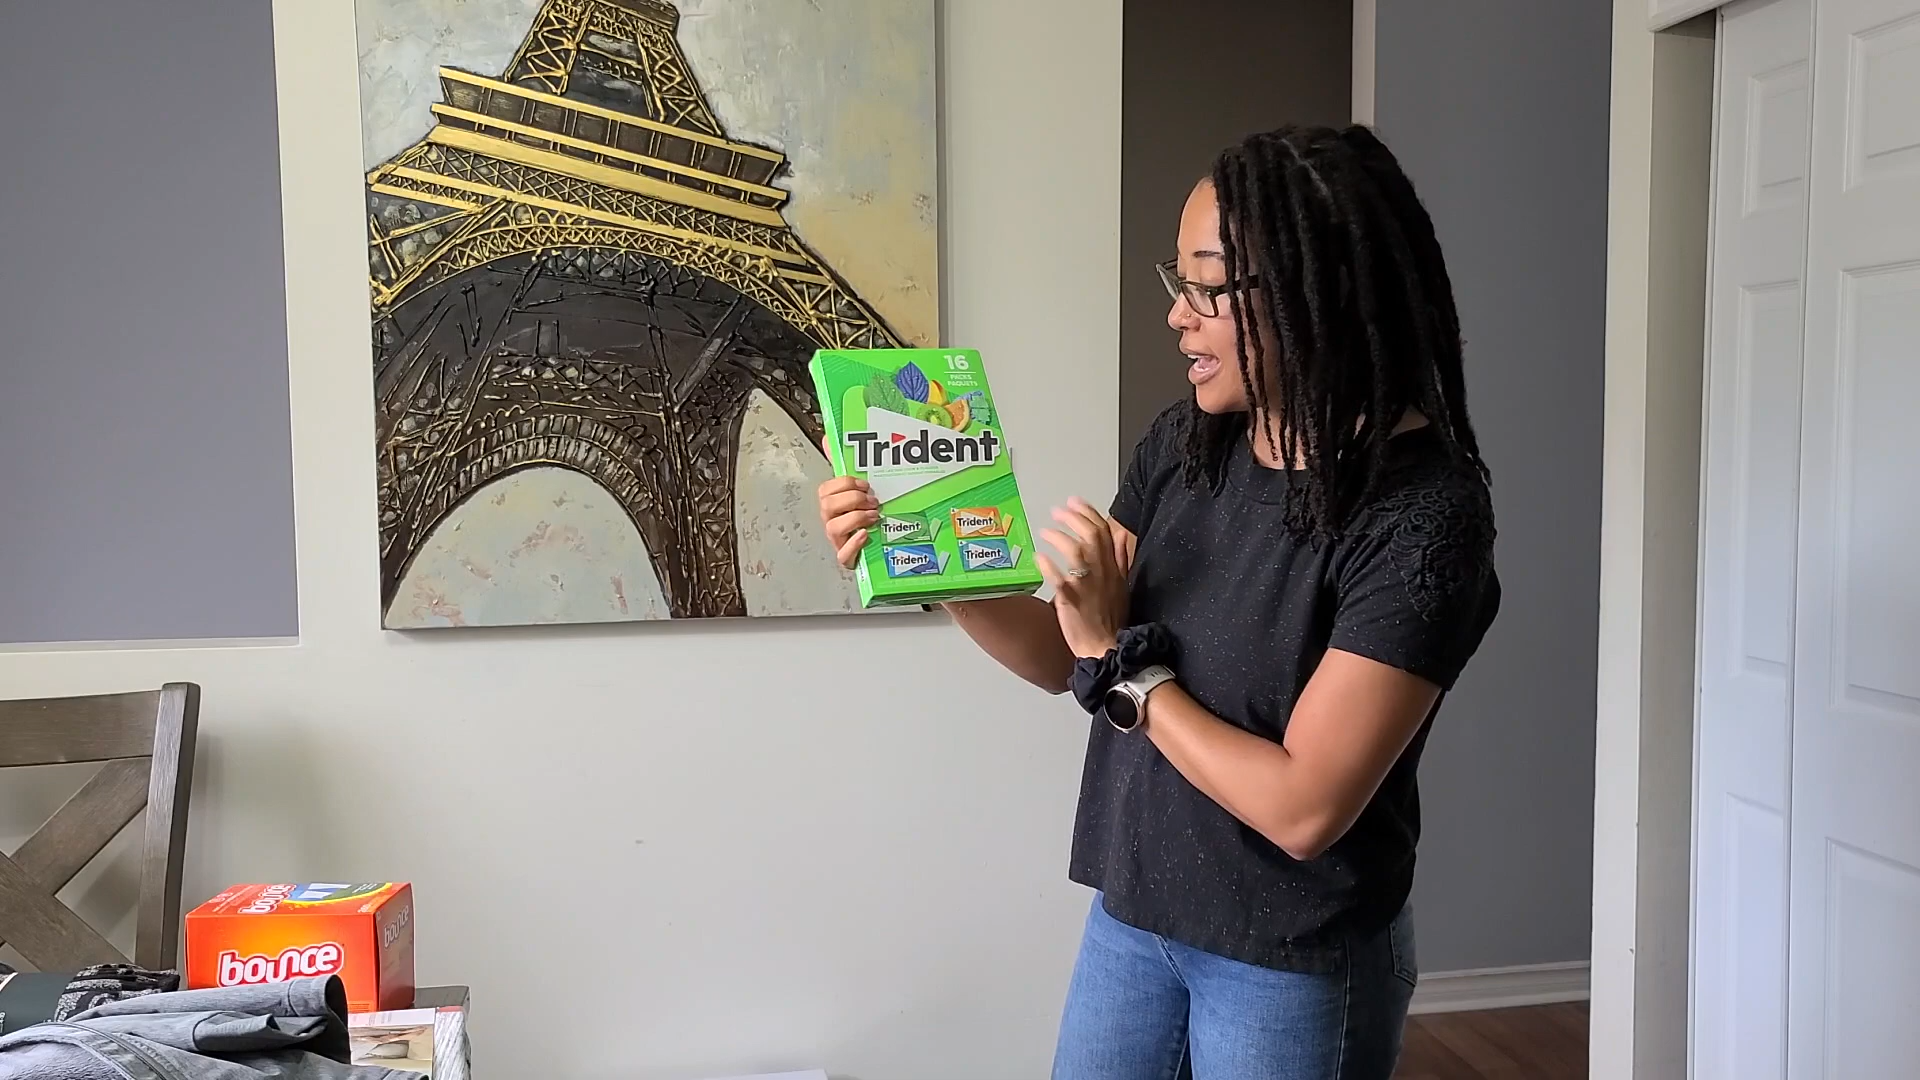 16
PACKS
PAQUETS
Trident
Trident
Trident
Trident
Trident
bounce
bounce
bounce